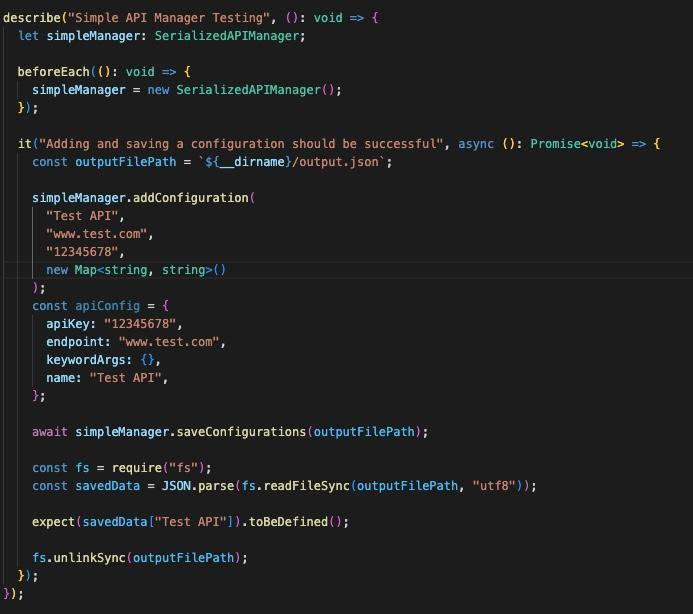 describe("Simple API Manager Testing", (): void => {
let simpleManager: SerializedAPIManager;
beforeEach((): void => {
simpleManager = new SerializedAPIManager();
});
it("Adding and saving a configuration should be successful", async (): Promise<void> => {
const outputFilePath = `${__dirname}/output.json`;
simpleManager.addConfiguration(
"Test API",
"www.test.com",
"12345678",
new Map<string, string>()
);
const apiConfig = {
apiKey: "12345678",
endpoint: "www.test.com",
keywordArgs: {},
name: "Test API",
};
await simpleManager.saveConfigurations(outputFilePath);
const fs = require("fs");
const savedData = JSON.parse(fs.readFileSync(outputFilePath, "utf8"));
expect(savedData["Test API"]).toBeDefined();
fs.unlinkSync(outputFilePath);
});
});